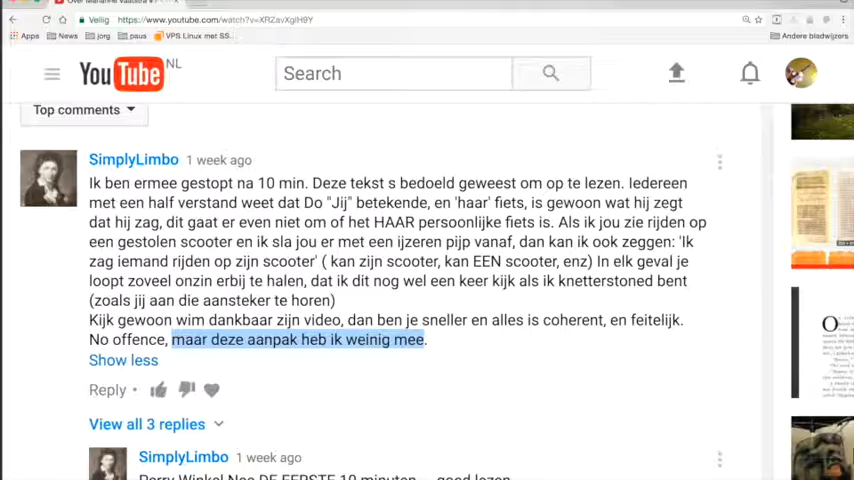 Over Marianne Vaatstra
Veilig https://www.youtube.com/watch?v=XRZavXglH9Y
Apps News jorg paus VPS Linux met SS... Andere bladwijzers
YouTube NL
Search
Top comments
SimplyLimbo 1 week ago
Ik ben ermee gestopt na 10 min. Deze tekst s bedoeld geweest om op te lezen. Iedereen
met een half verstand weet dat Do "Jij" betekende, en 'haar' fiets, is gewoon wat hij zegt
dat hij zag, dit gaat er even niet om of het HAAR persoonlijke fiets is. Als ik jou zie rijden op
een gestolen scooter en ik sla jou er met een ijzeren pijp vanaf, dan kan ik ook zeggen: 'Ik
zag iemand rijden op zijn scooter' ( kan zijn scooter, kan EEN scooter, enz) In elk geval je
loopt zoveel onzin erbij te halen, dat ik dit nog wel een keer kijk als ik knetterstoned bent
(zoals jij aan die aansteker te horen)
Kijk gewoon wim dankbaar zijn video, dan ben je sneller en alles is coherent, en feitelijk.
No offence, maar deze aanpak heb ik weinig mee.
Show less
Reply
View all 3 replies
SimplyLimbo 1 week ago
Perry Winkel Nee DE EERSTE 10 minuten